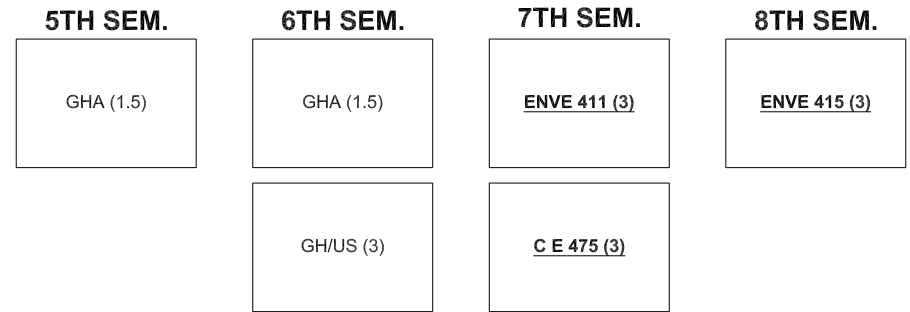 5TH SEM. 6TH SEM. 7TH SEM. 8TH SEM.
GHA (1.5) GHA (1.5) ENVE 411 (3) ENVE 415 (3)
GH/US (3) C E 475 (3)